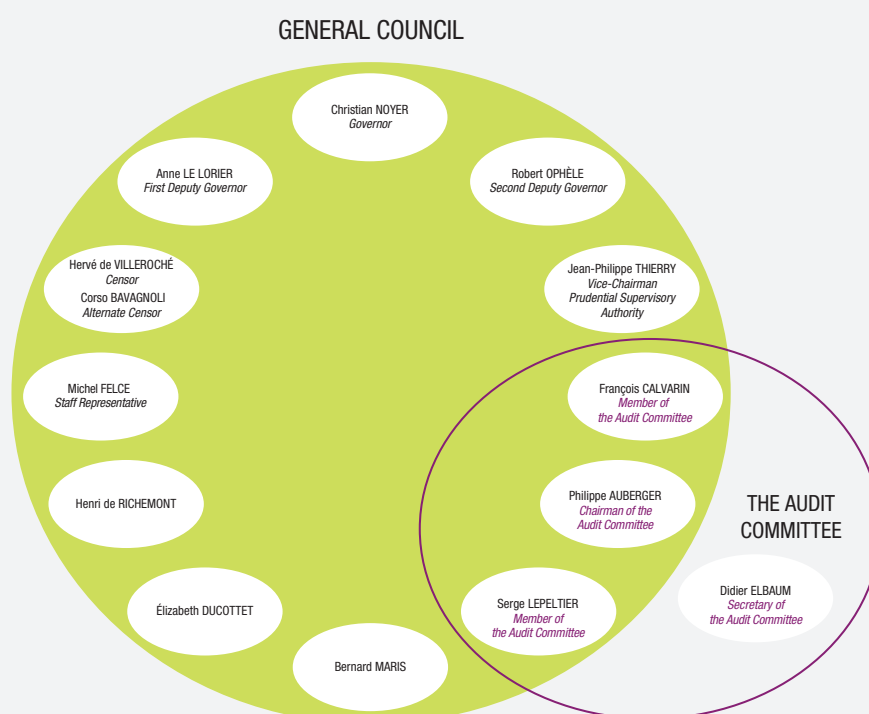 GENERAL COUNCIL
Christian NOYER
Governor
Anne LE LORIER
First Deputy Governor
Robert OPHÈLE
Second Deputy Governor
Hervé de VILLEROCHÉ
Censor
Corso BAVAGNOLI
Alternate Censor
Jean-Philippe THIERRY
Vice-Chairman
Prudential Supervisory
Authority
Michel FELCE
Staff Representative
François CALVARIN
Member of
the Audit Committee
Henri de RICHEMONT
Philippe AUBERGER
Chairman of the
Audit Committee
THE AUDIT
COMMITTEE
Élizabeth DUCOTTET
Serge LEPELTIER
Member of
the Audit Committee
Didier ELBAUM
Secretary of
the Audit Committee
Bernard MARIS